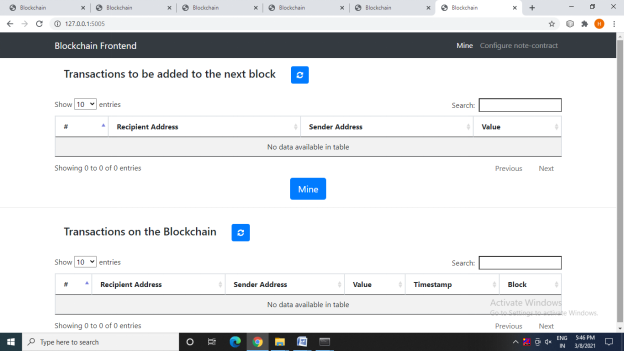 Blockchain Blockchain Blockchain Blockchain Blockchain Blockchain
127.0.0.1:5005 H
Blockchain Frontend Mine Configure note-contract
Transactions to be added to the next block
Show 10 entries Search:
# Recipient Address Sender Address Value
No data available in table
Showing 0 to 0 of 0 entries Previous Next
Mine
Transactions on the Blockchain
Show 10 entries Search:
# Recipient Address Sender Address Value Timestamp Block
No data available in table
Activate Windows
Go to Settings to activate Windows.
Showing 0 to 0 of 0 entries Previous Next
Type here to search ENG 5:46 PM
IN 3/8/2021